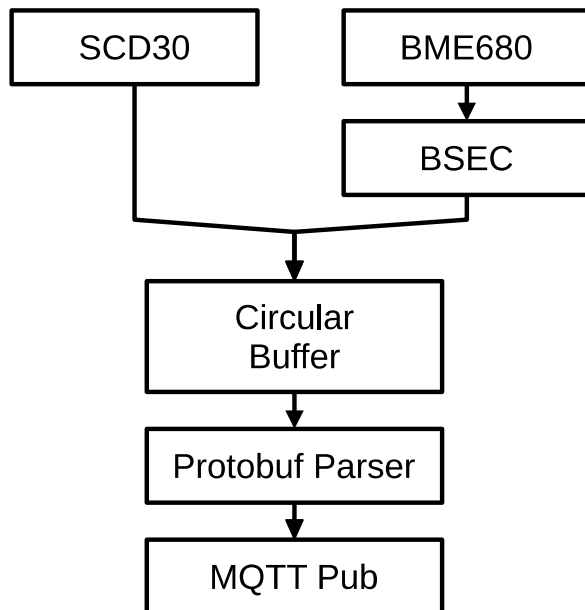 SCD30
BME680
BSEC
Circular
Buffer
Protobuf Parser
MQTT Pub